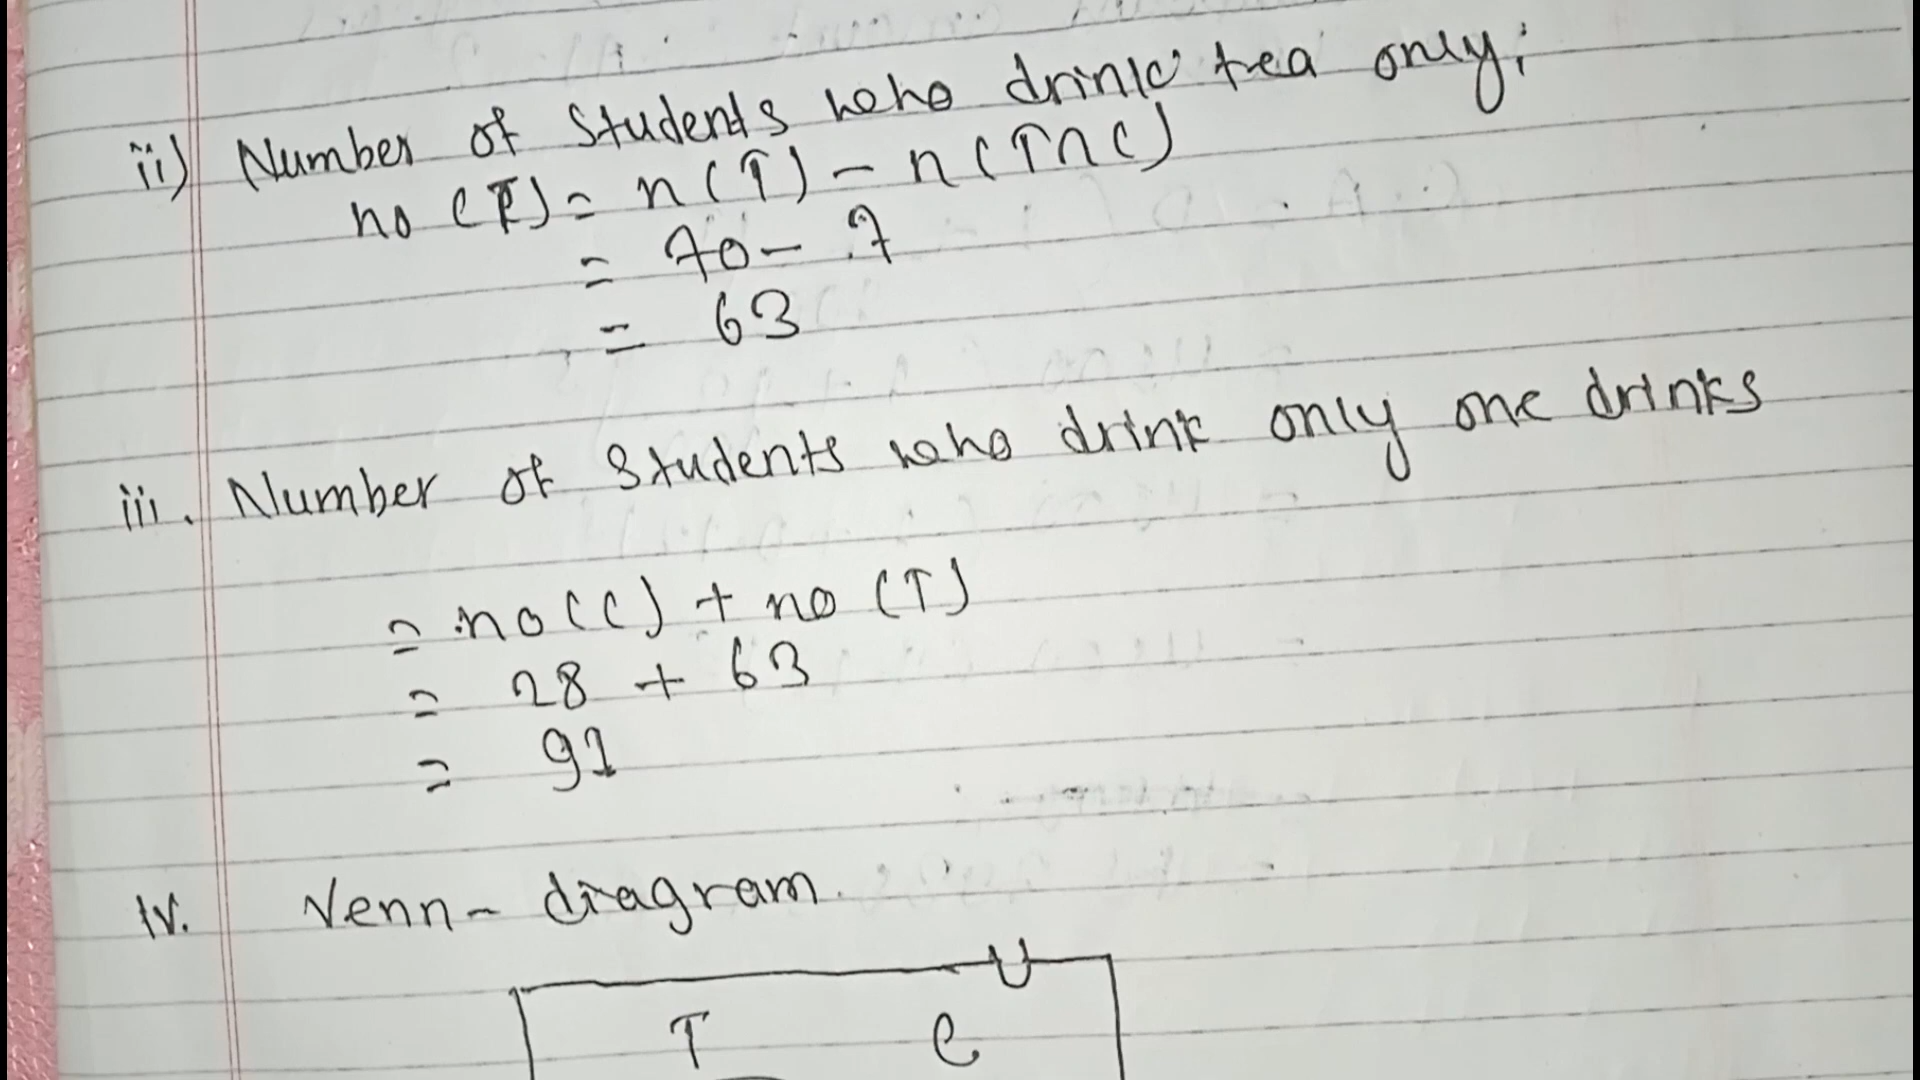 ii) Number of Students who drink tea only;
no (T) = n(T) - n(T∩C)
= 70 - 7
= 63
iii. Number of Students who drink only one drinks
= no(C) + no (T)
= 28 + 63
= 91
iv. Venn- diagram.
U
T C